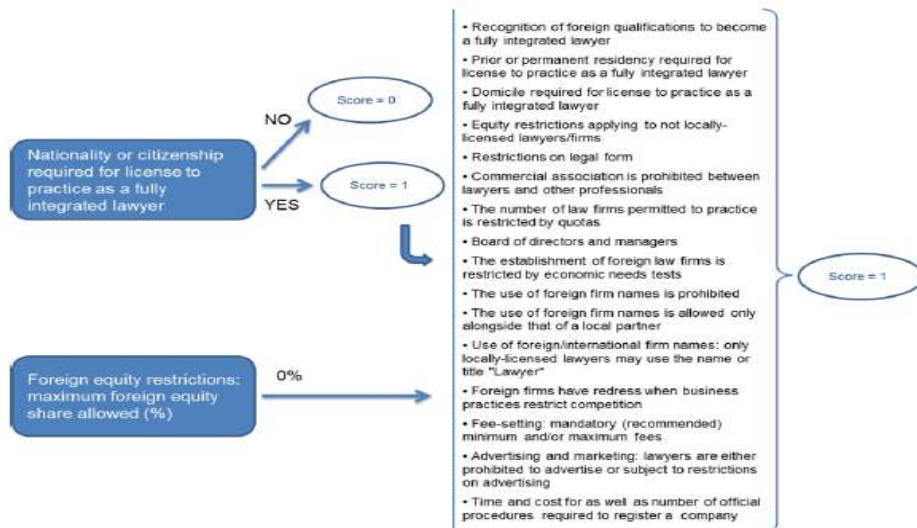 NO
Score = 0
Nationality or citizenship
required for license to
practice as a fully
integrated lawyer
YES
Score = 1
Foreign equity restrictions:
maximum foreign equity
share allowed (%)
0%
• Recognition of foreign qualifications to become
a fully integrated lawyer
• Prior or permanent residency required for
license to practice as a fully integrated lawyer
• Domicile required for license to practice as a
fully integrated lawyer
• Equity restrictions applying to not locally-
licensed lawyers/firms
• Restrictions on legal form
• Commercial association is prohibited between
lawyers and other professionals
• The number of law firms permitted to practice
is restricted by quotas
• Board of directors and managers
• The establishment of foreign law firms is
restricted by economic needs tests
• The use of foreign firm names is prohibited
• The use of foreign firm names is allowed only
alongside that of a local partner
• Use of foreign/international firm names: only
locally-licensed lawyers may use the name or
title "Lawyer"
• Foreign firms have redress when business
practices restrict competition
• Fee-setting: mandatory (recommended)
minimum and/or maximum fees
• Advertising and marketing: lawyers are either
prohibited to advertise or subject to restrictions
on advertising
• Time and cost for as well as number of official
procedures required to register a company
Score = 1